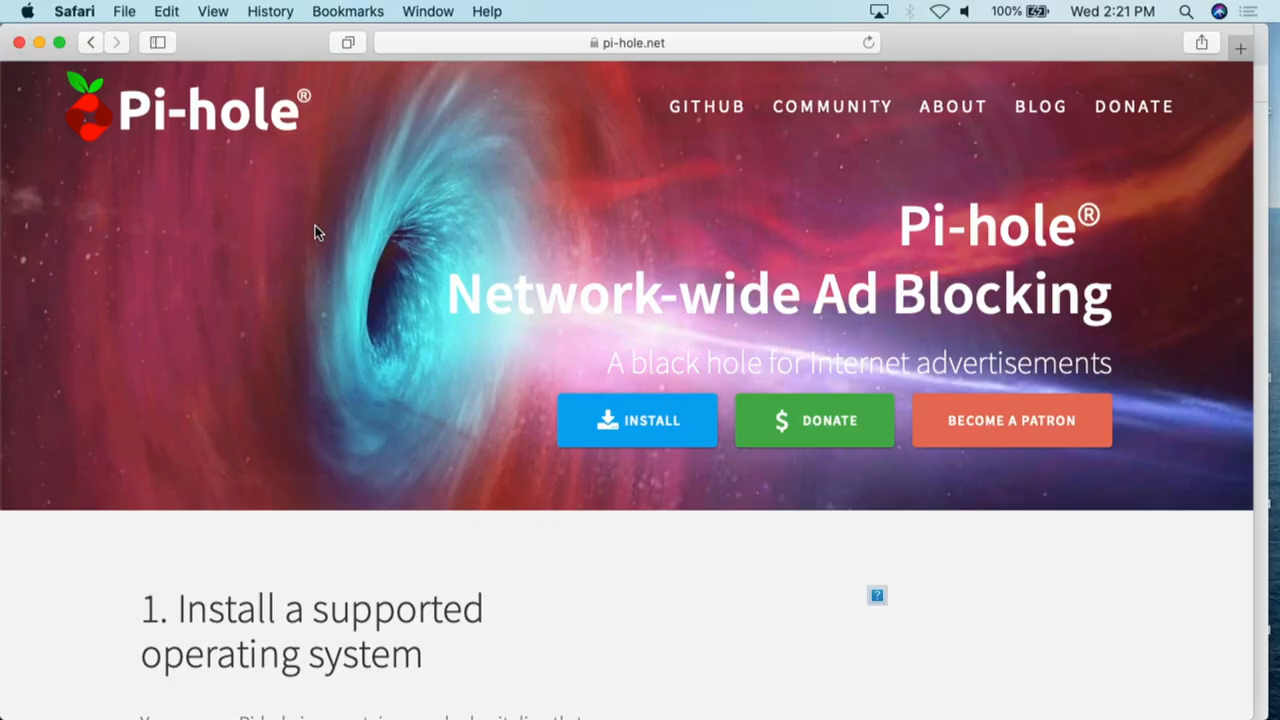 Safari File Edit View History Bookmarks Window Help 100% Wed 2:21 PM
pi-hole.net
Pi-hole®
GITHUB COMMUNITY ABOUT BLOG DONATE
Pi-hole®
Network-wide Ad Blocking
A black hole for Internet advertisements
INSTALL
$ DONATE
BECOME A PATRON
?
1. Install a supported
operating system